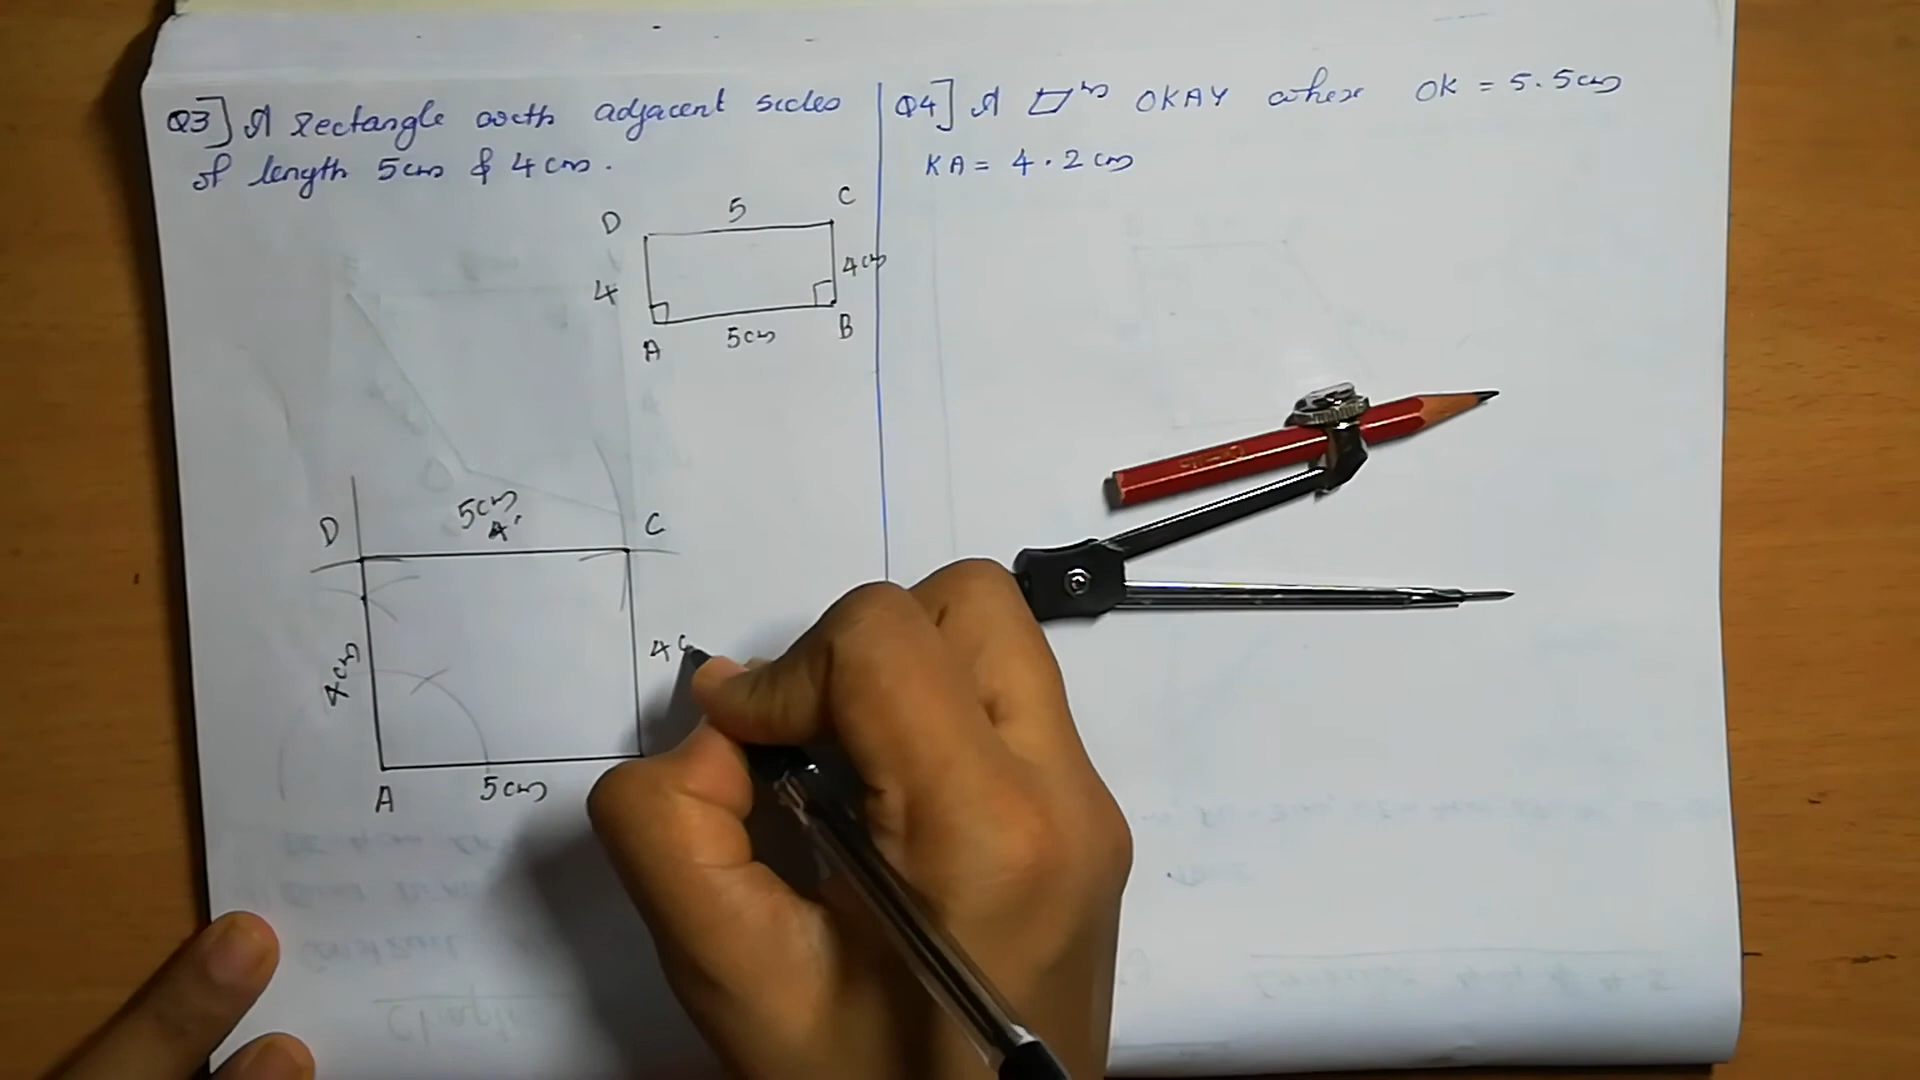 Q3] A Rectangle with adjacent sides
of length 5cm & 4cm.
D 5 C
4 4cm
A 5cm B
D 5cm C
4cm
4c
A 5cm
Q4] A ▱m OKAY where OK = 5.5cm
KA = 4.2cm